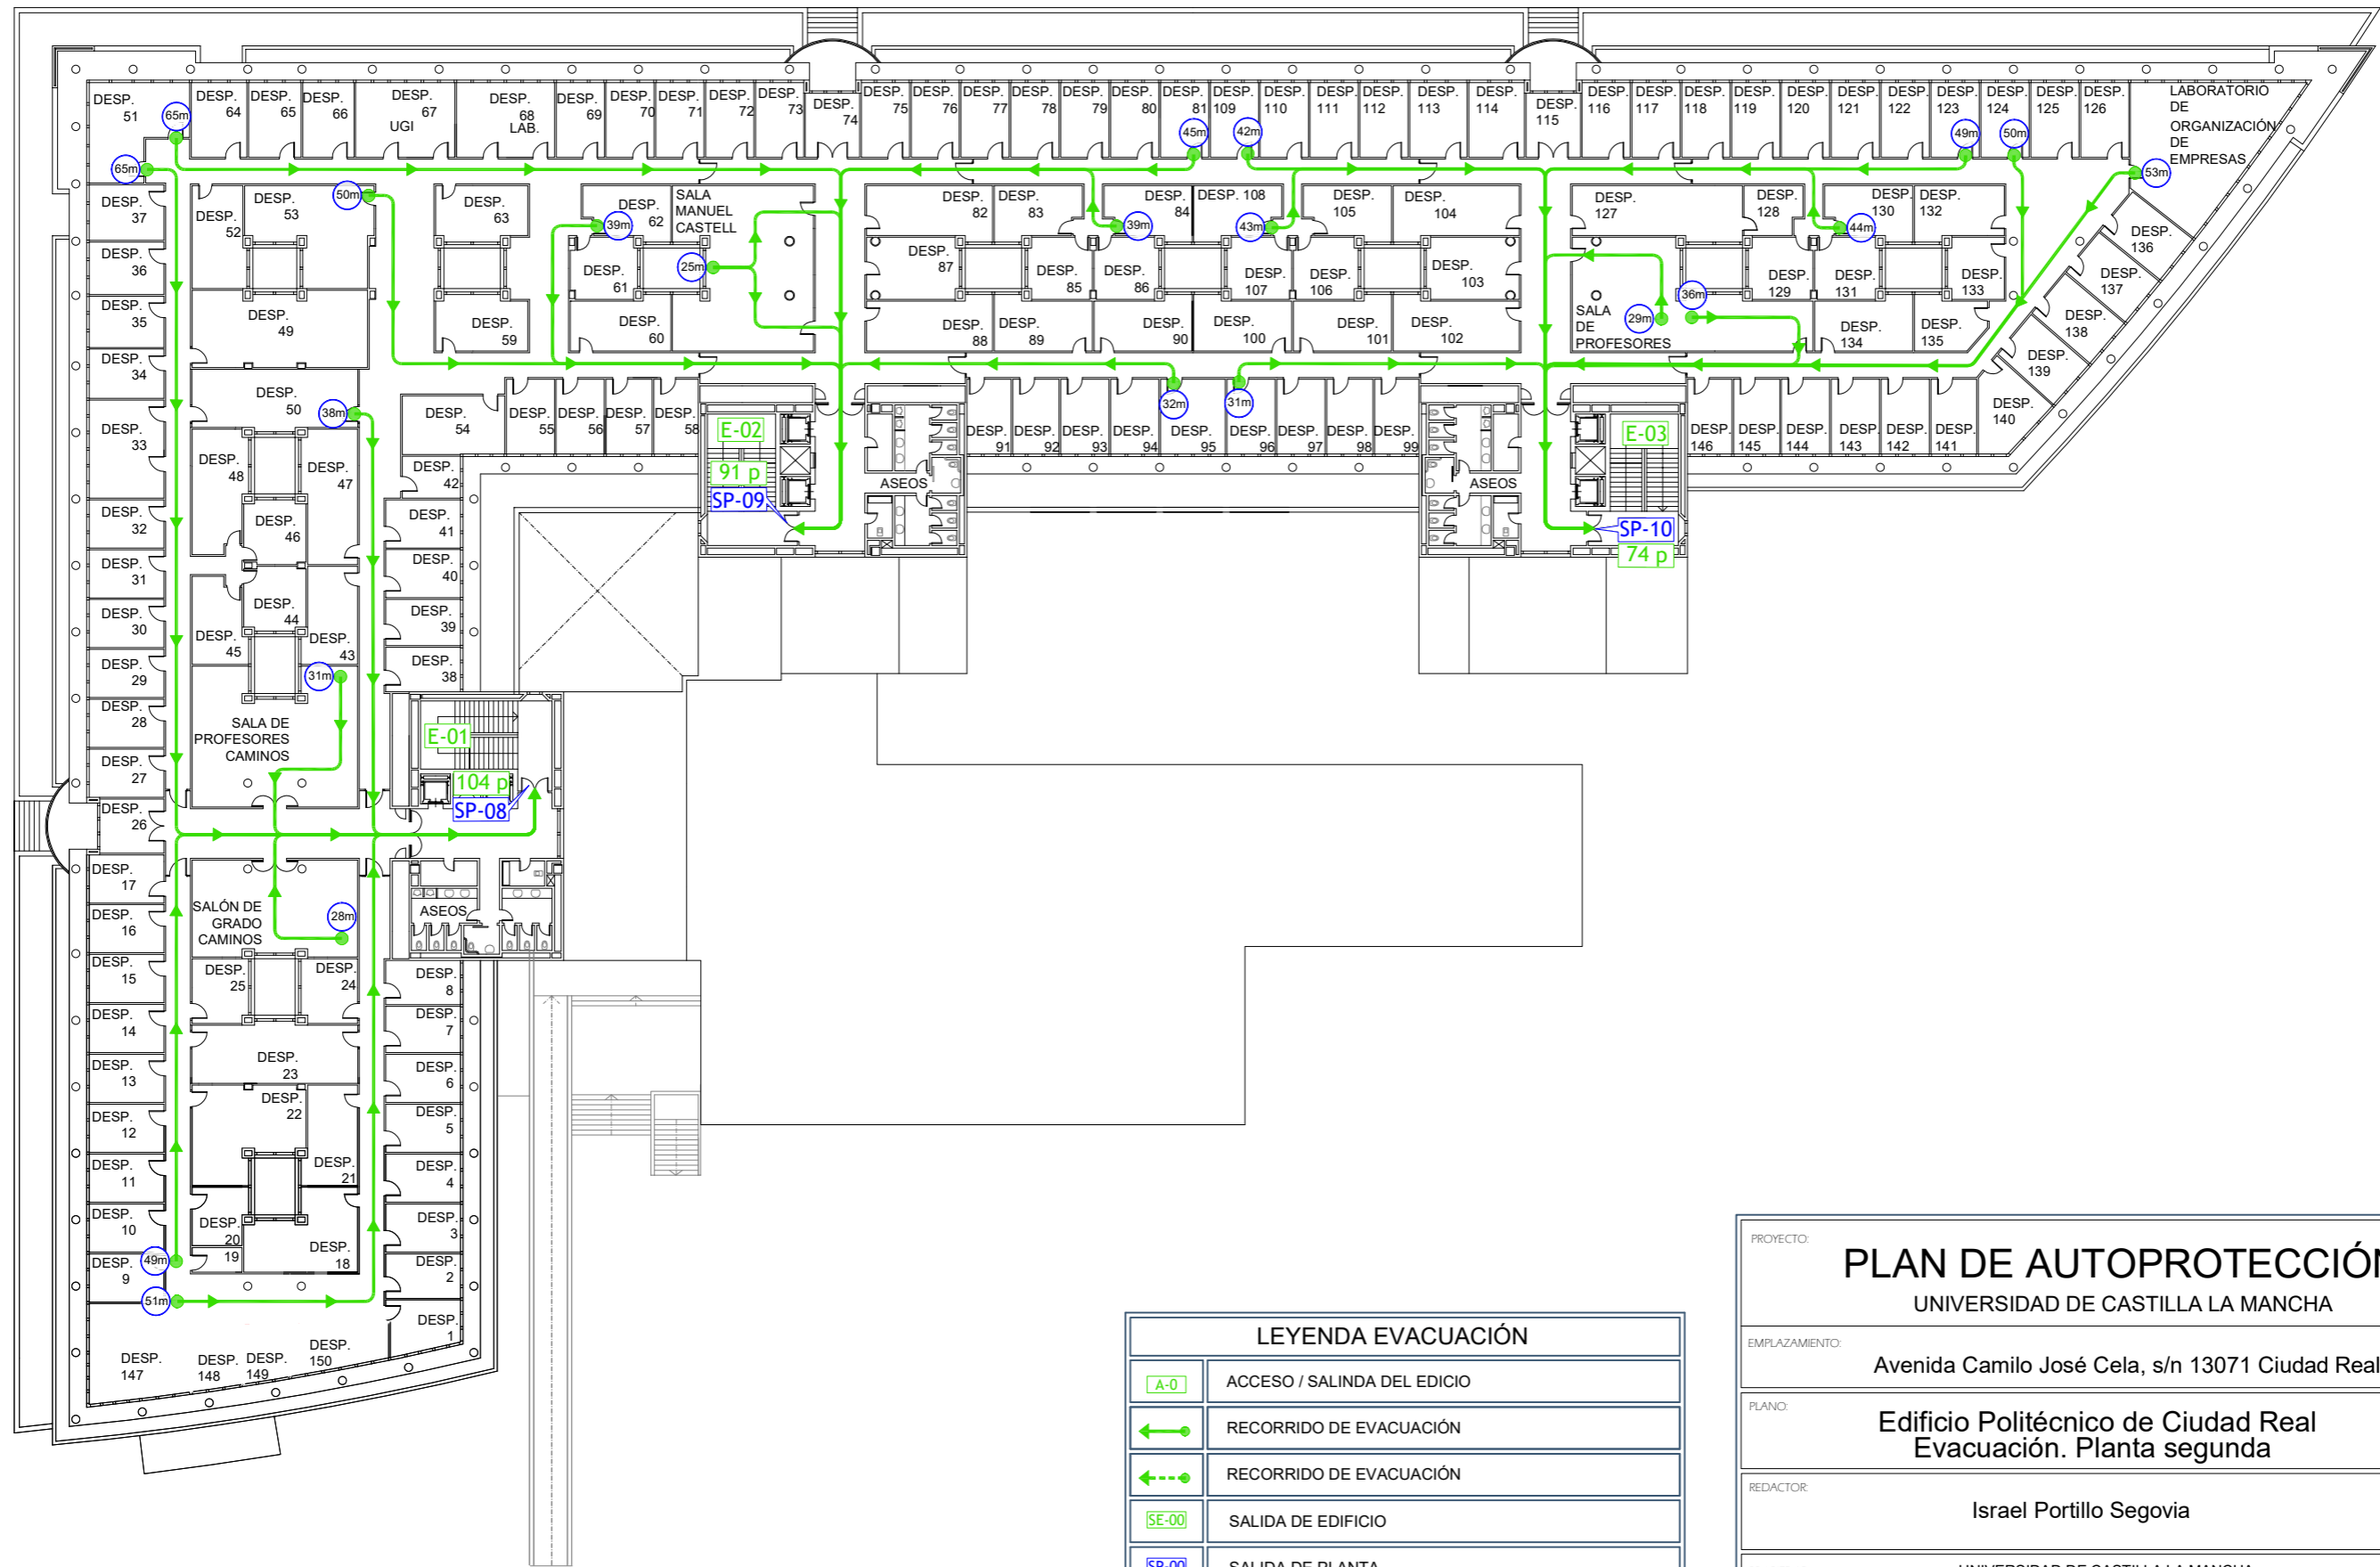 DESP.
51
65m
DESP.
64
DESP.
65
DESP.
66
DESP.
67
UGI
DESP.
68
LAB.
DESP.
69
DESP.
70
DESP.
71
DESP.
72
DESP.
73
DESP.
74
DESP.
75
DESP.
76
DESP.
77
DESP.
78
DESP.
79
DESP.
80
DESP.
81
45m
DESP.
109
42m
DESP.
110
DESP.
111
DESP.
112
DESP.
113
DESP.
114
DESP.
115
DESP.
116
DESP.
117
DESP.
118
DESP.
119
DESP.
120
DESP.
121
DESP.
122
DESP.
123
49m
DESP.
124
50m
DESP.
125
DESP.
126
LABORATORIO
DE
ORGANIZACIÓN
DE
EMPRESAS
53m
65m
DESP.
37
DESP.
52
DESP.
53
50m
DESP.
63
DESP.
62
39m
SALA
MANUEL
CASTELL
25m
DESP.
82
DESP.
83
DESP.
84
39m
DESP. 108
43m
DESP.
105
DESP.
104
DESP.
127
DESP.
128
DESP.
130
44m
DESP.
132
DESP.
136
DESP.
36
DESP.
61
DESP.
87
DESP.
85
DESP.
86
DESP.
107
DESP.
106
DESP.
103
DESP.
129
DESP.
131
DESP.
133
DESP.
137
DESP.
35
DESP.
49
DESP.
59
DESP.
60
DESP.
88
DESP.
89
DESP.
90
DESP.
100
DESP.
101
DESP.
102
SALA
DE
PROFESORES
29m
36m
DESP.
134
DESP.
135
DESP.
138
DESP.
139
DESP.
140
DESP.
34
DESP.
50
38m
DESP.
33
DESP.
54
DESP.
55
DESP.
56
DESP.
57
DESP.
58
E-02
91 p
SP-09
ASEOS
DESP.
91
DESP.
92
DESP.
93
DESP.
94
32m
DESP.
95
31m
DESP.
96
DESP.
97
DESP.
98
DESP.
99
ASEOS
E-03
SP-10
74 p
DESP.
146
DESP.
145
DESP.
144
DESP.
143
DESP.
142
DESP.
141
DESP.
48
DESP.
47
DESP.
42
DESP.
32
DESP.
46
DESP.
41
DESP.
31
DESP.
40
DESP.
30
DESP.
44
DESP.
39
DESP.
45
DESP.
43
DESP.
29
31m
DESP.
38
DESP.
28
SALA DE
PROFESORES
CAMINOS
E-01
104 p
SP-08
DESP.
27
DESP.
26
DESP.
17
DESP.
16
SALÓN DE
GRADO
CAMINOS
28m
ASEOS
DESP.
15
DESP.
25
DESP.
24
DESP.
8
DESP.
14
DESP.
7
DESP.
13
DESP.
23
DESP.
6
DESP.
12
DESP.
22
DESP.
5
DESP.
11
DESP.
21
DESP.
4
DESP.
10
DESP.
20
DESP.
3
DESP.
9
49m
19
DESP.
18
DESP.
2
51m
DESP.
1
DESP.
147
DESP.
148
DESP.
149
DESP.
150
LEYENDA EVACUACIÓN
A-0 ACCESO / SALINDA DEL EDICIO
RECORRIDO DE EVACUACIÓN
RECORRIDO DE EVACUACIÓN
SE-00 SALIDA DE EDIFICIO
SP-00 SALIDA DE PLANTA
PROYECTO:
PLAN DE AUTOPROTECCIÓN
UNIVERSIDAD DE CASTILLA LA MANCHA
EMPLAZAMIENTO:
Avenida Camilo José Cela, s/n 13071 Ciudad Real
PLANO:
Edificio Politécnico de Ciudad Real
Evacuación. Planta segunda
REDACTOR:
Israel Portillo Segovia
UNIVERSIDAD DE CASTILLA LA MANCHA